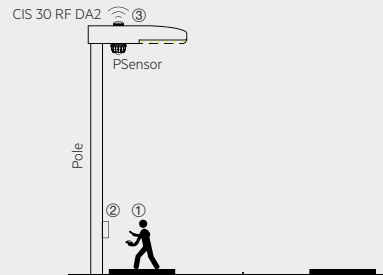 CIS 30 RF DA2 ③
PSensor
Pole
② ①